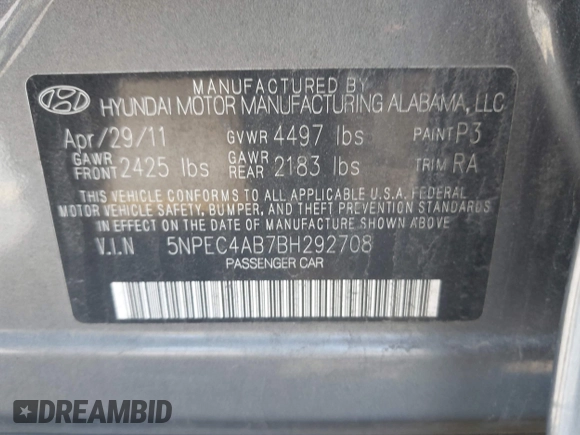 MANUFACTURED BY
HYUNDAI MOTOR MANUFACTURING ALABAMA, LLC
Apr/29/11 GVWR 4497 lbs PAINT P3
GAWR FRONT 2425 lbs GAWR REAR 2183 lbs TRIM RA
THIS VEHICLE CONFORMS TO ALL APPLICABLE U.S.A. FEDERAL
MOTOR VEHICLE SAFETY, BUMPER, AND THEFT PREVENTION STANDARDS
IN EFFECT ON THE DATE OF MANUFACTURE SHOWN ABOVE.
V.I.N 5NPEC4AB7BH292708
PASSENGER CAR
DREAMBID